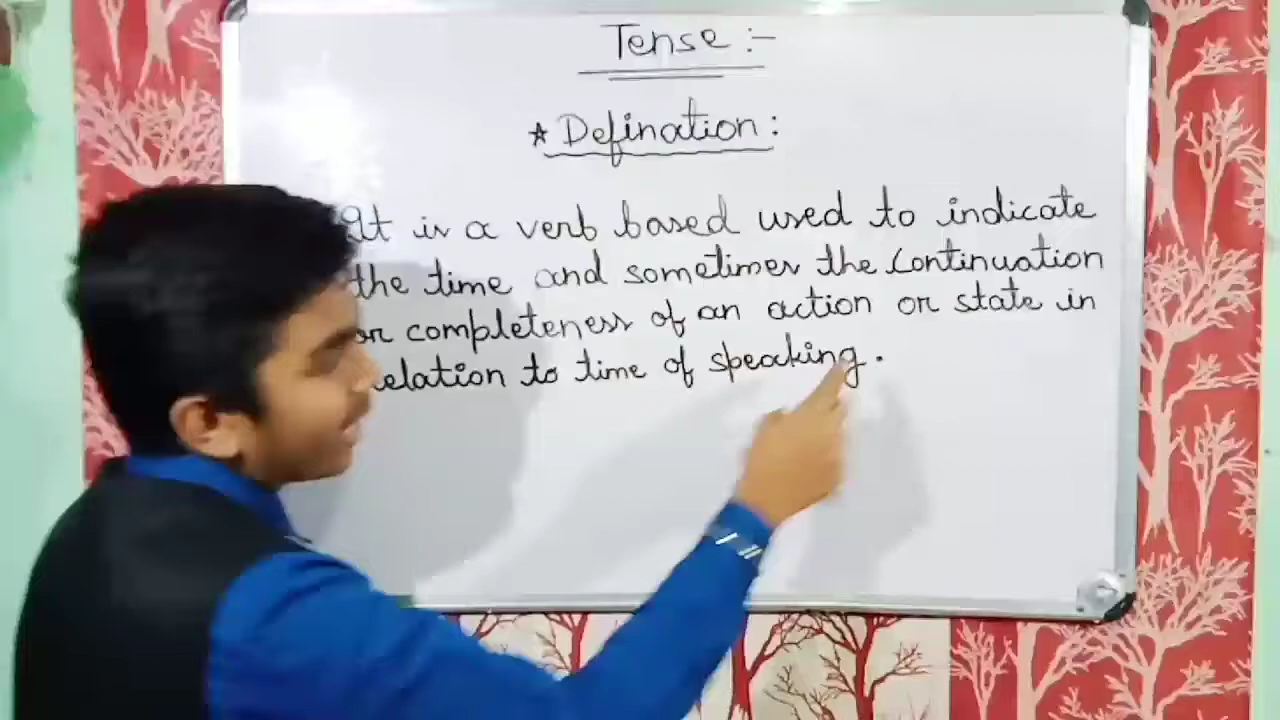 Tense :-
* Defination :
It is a verb based used to indicate
the time and sometimes the continuation
or completeness of an action or state in
relation to time of speaking.